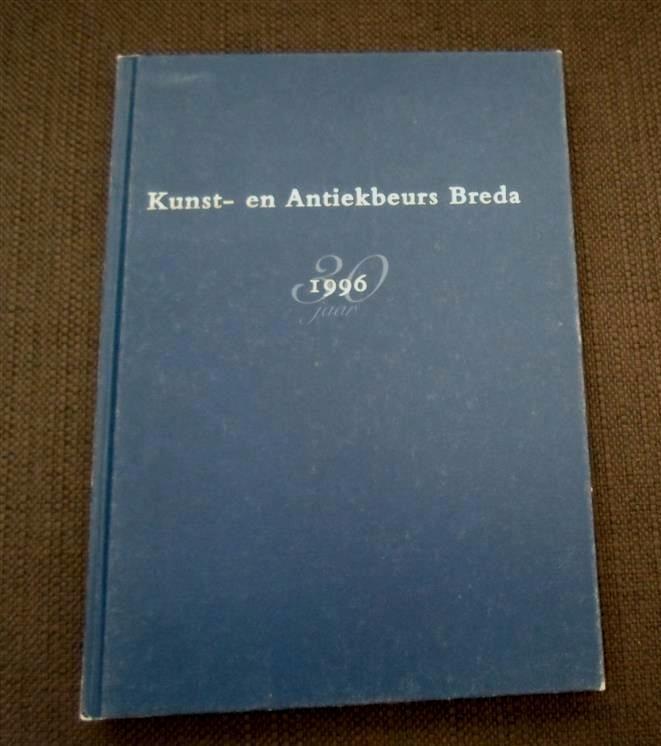 Kunst- en Antiekbeurs Breda
30
1996
jaar